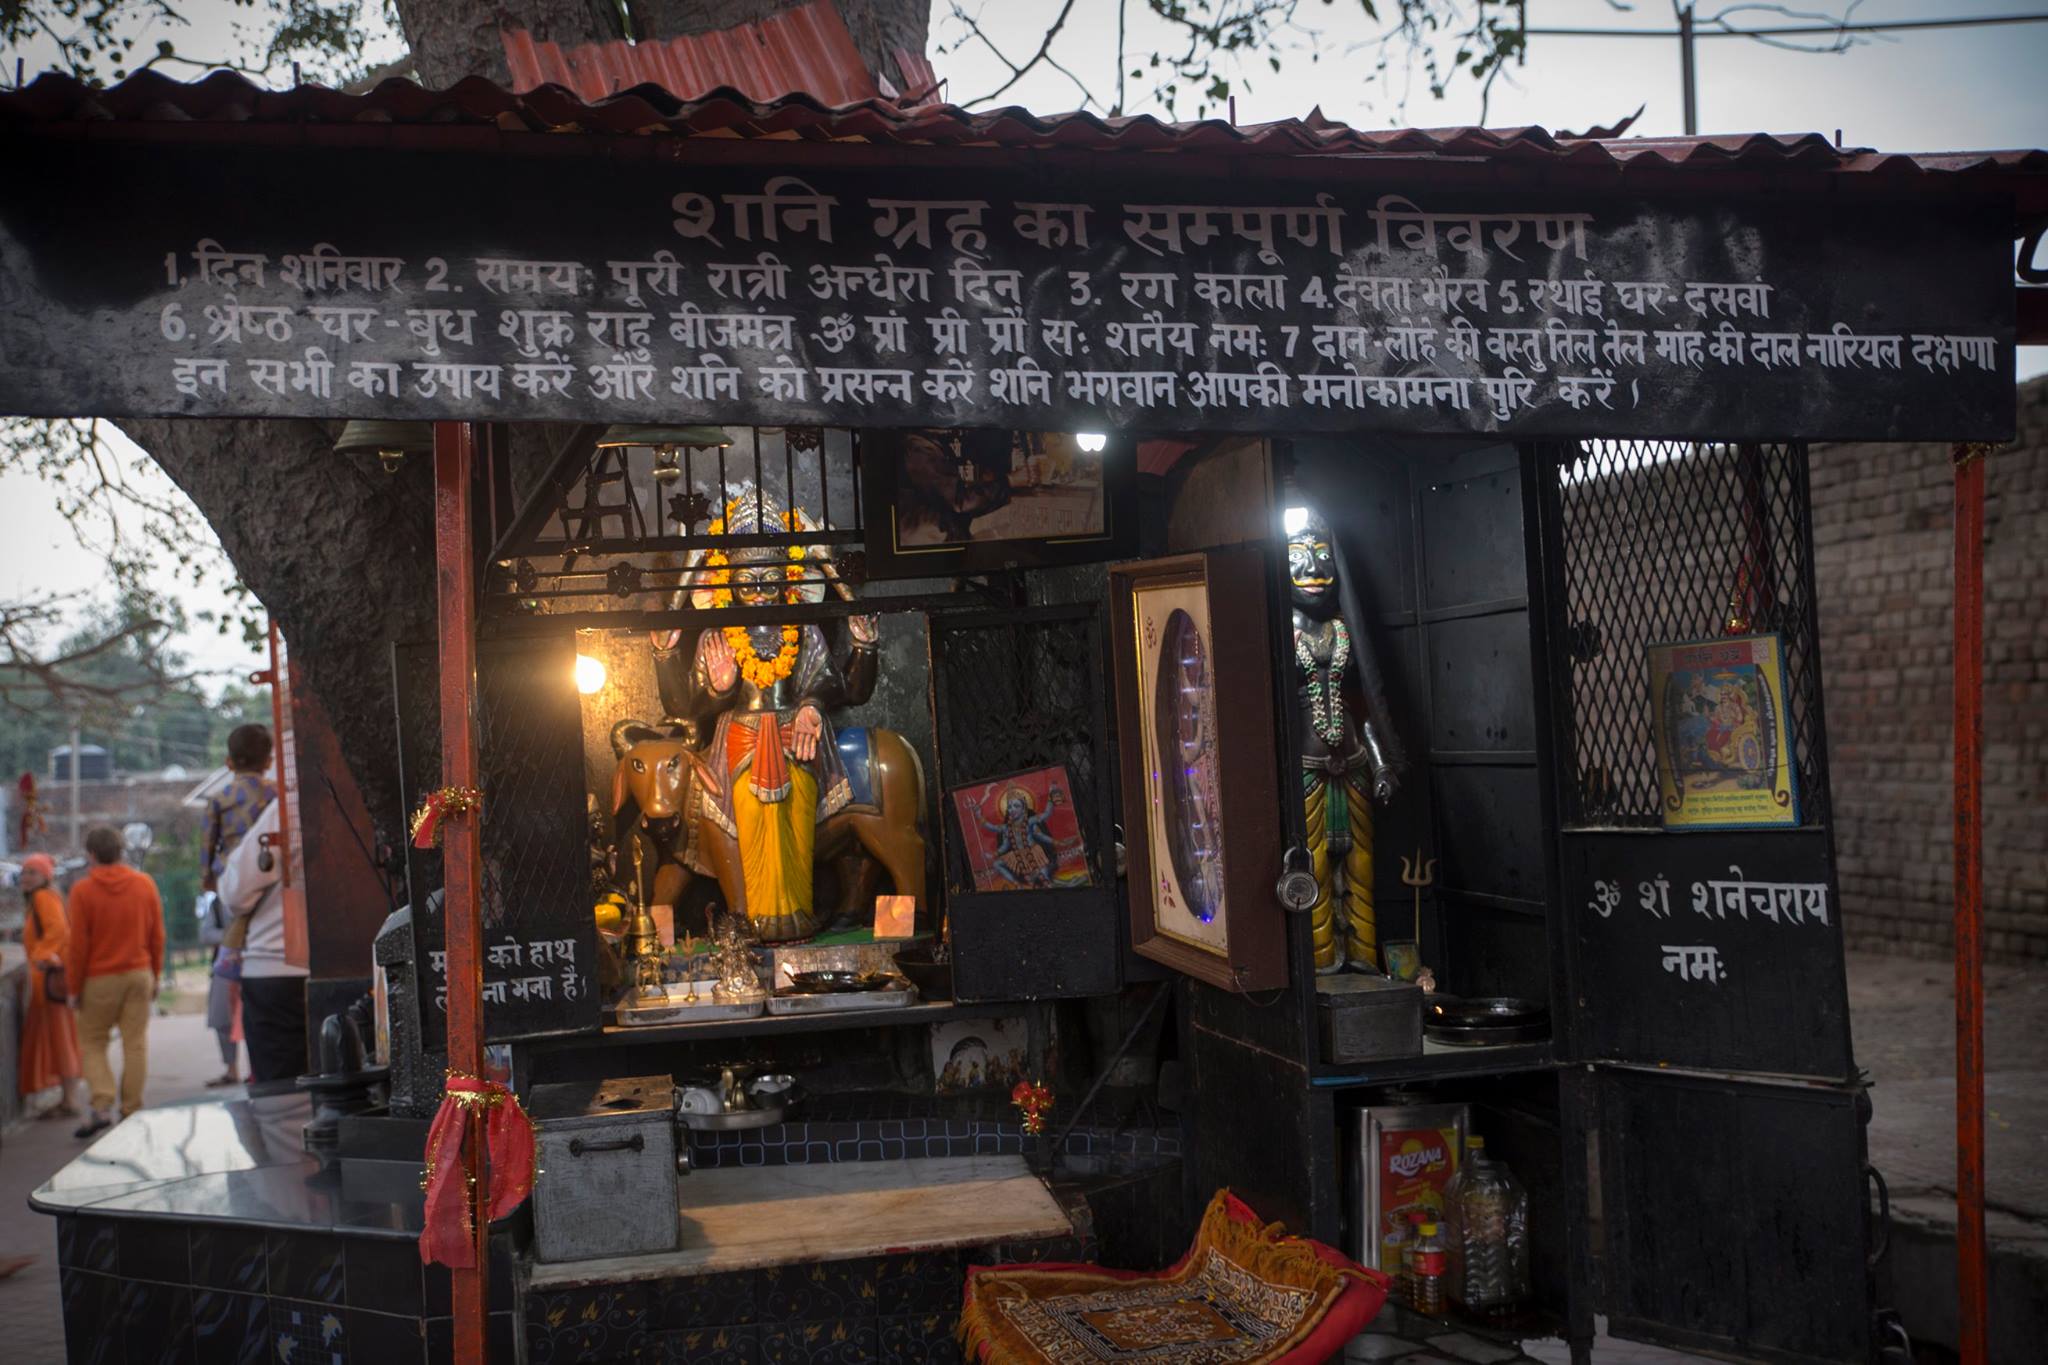 शनि ग्रह का सम्पूर्ण विवरण
1, दिन शनिवार 2. समय: पूरी रात्री अन्धेरा दिन 3. रग काला 4. देवता भैरव 5. रथाई घर-दसवां
6. श्रेष्ठ घर-बुध शुक्र राहु बीजमंत्र ॐ प्रां प्री प्रौ सः शनैय नमः 7 दान-लोहे की वस्तु तिल तेल मांह की दाल नारियल दक्षणा
इन सभी का उपाय करें और शनि को प्रसन्न करें शनि भगवान आपकी मनोकामना पुरि करें ।
को हाथ
मना है।
ॐ शं शनेचराय
नमः
ROZANA